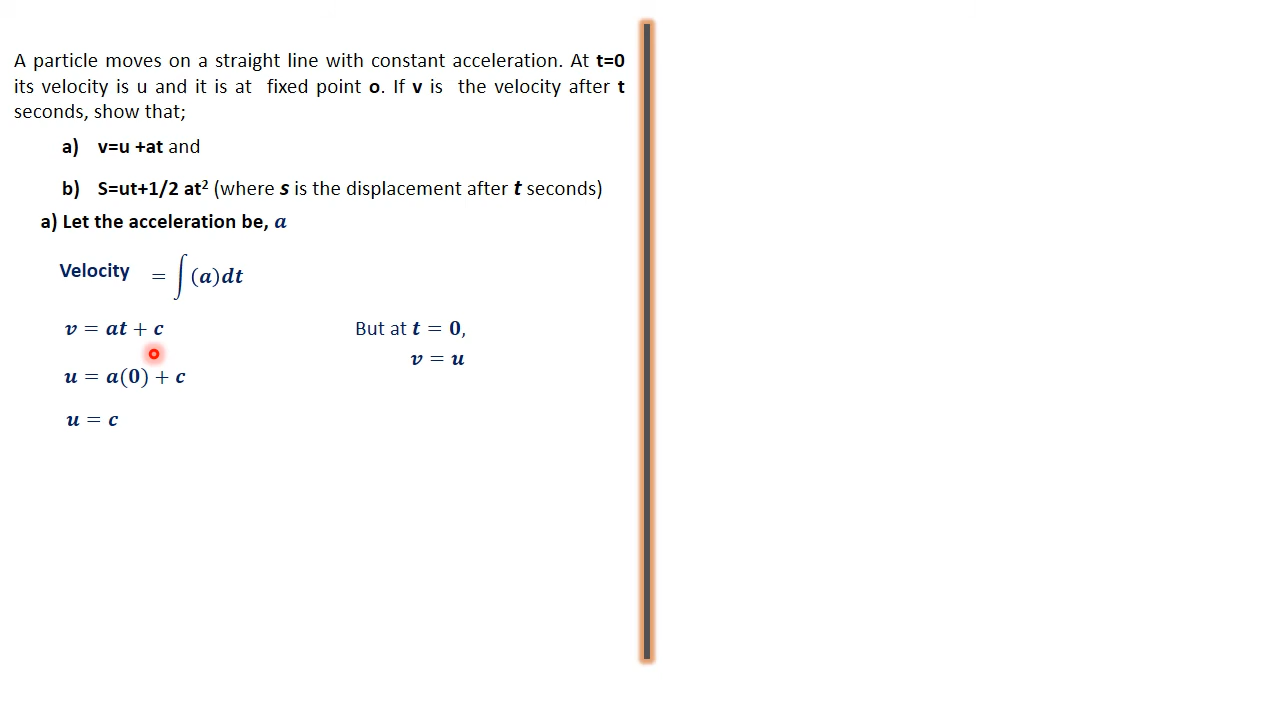 A particle moves on a straight line with constant acceleration. At t=0
its velocity is u and it is at fixed point o. If v is the velocity after t
seconds, show that;
a) v=u +at and
b) S=ut+1/2 at² (where s is the displacement after t seconds)
a) Let the acceleration be, a
Velocity = ∫(a)dt
v = at + c But at t = 0,
v = u
u = a(0) + c
u = c